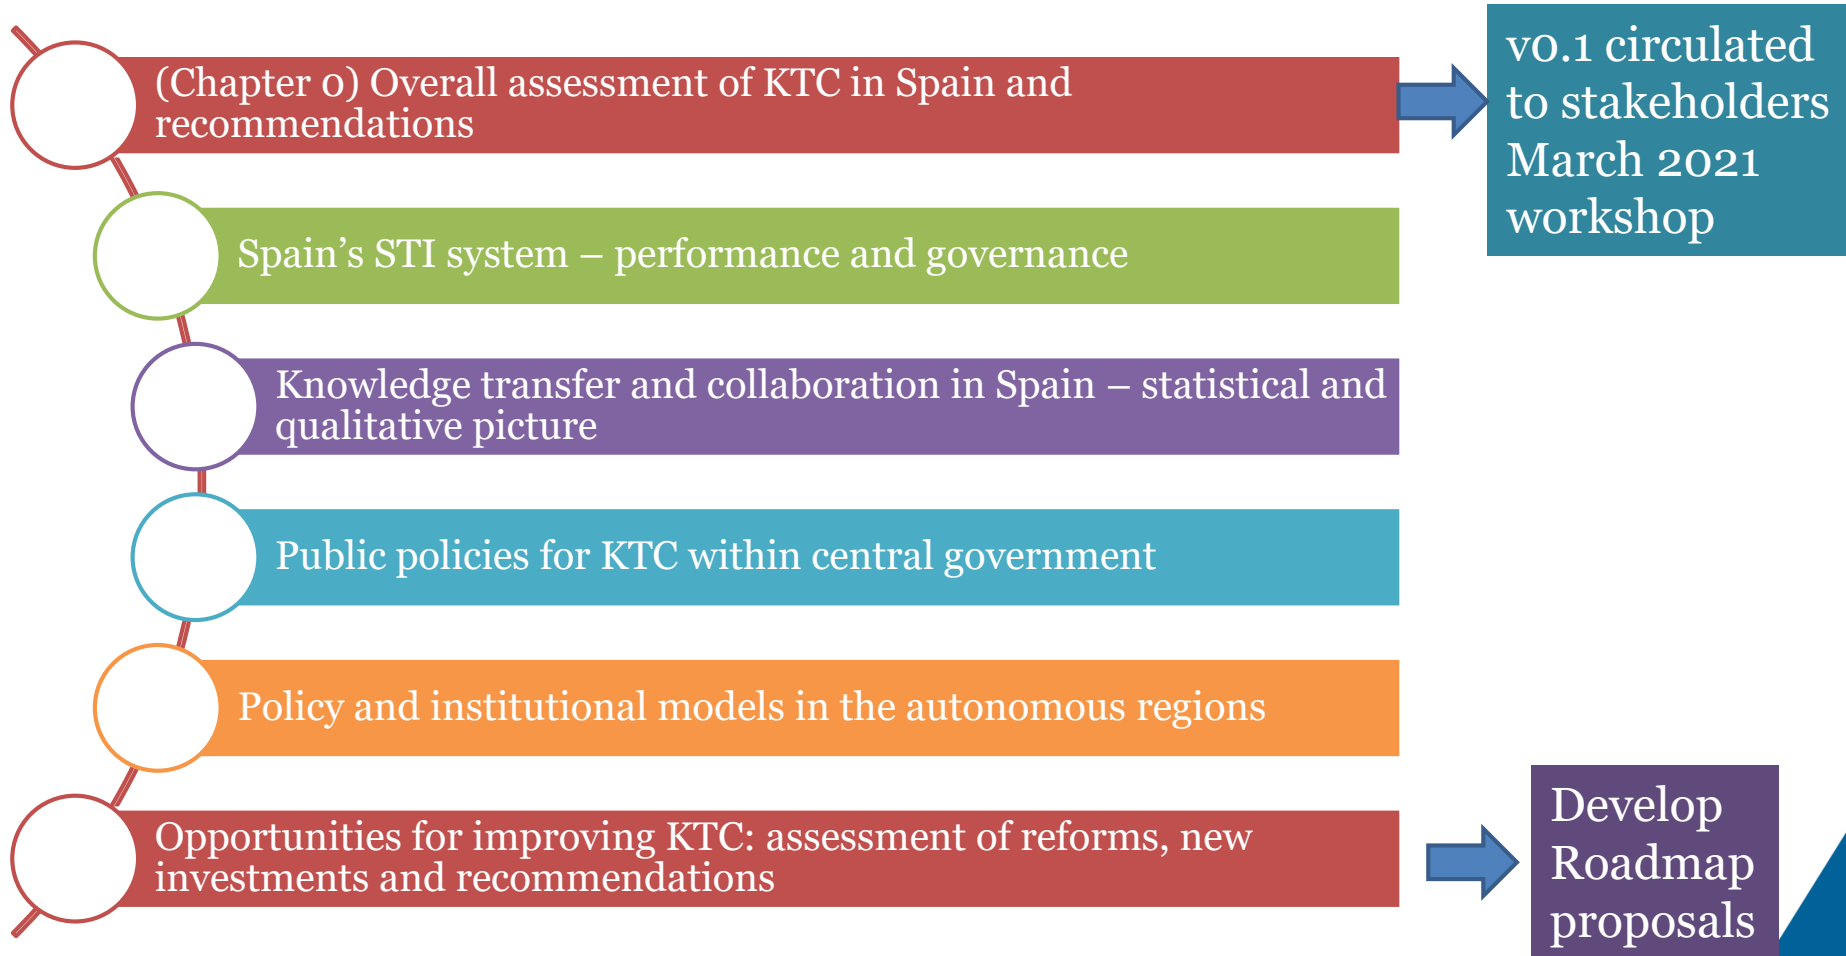 (Chapter 0) Overall assessment of KTC in Spain and
recommendations
v0.1 circulated
to stakeholders
March 2021
workshop
Spain’s STI system – performance and governance
Knowledge transfer and collaboration in Spain – statistical and
qualitative picture
Public policies for KTC within central government
Policy and institutional models in the autonomous regions
Opportunities for improving KTC: assessment of reforms, new
investments and recommendations
Develop
Roadmap
proposals